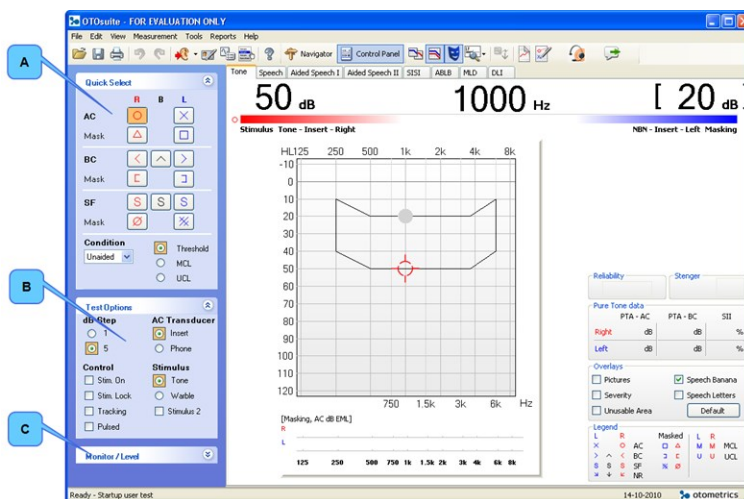 OTOsuite - FOR EVALUATION ONLY
File Edit View Measurement Tools Reports Help
Navigator Control Panel
Tone Speech Aided Speech I Aided Speech II SISI ABLB MLD DLI
A
Quick Select
R B L
AC
Mask
BC
Mask
SF S S S
Mask
Condition
Unaided
Threshold
MCL
UCL
B
Test Options
dB Step AC Transducer
1 Insert
5 Phone
Control Stimulus
Stim. On Tone
Stim. Lock Warble
Tracking Stimulus 2
Pulsed
C
Monitor / Level
50 dB 1000 Hz [ 20 dB ]
Stimulus Tone - Insert - Right NBN - Insert - Left Masking
HL 125 250 500 1k 2k 4k 8k
-10
0
10
20
30
40
50
60
70
80
90
100
110
120
750 1.5k 3k 6k Hz
[Masking, AC dB EML]
R
L
125 250 500 750 1k 1.5k 2k 3k 4k 6k 8k
Reliability Stenger
Pure Tone data
PTA - AC PTA - BC SII
Right dB dB %
Left dB dB %
Overlays
Pictures Speech Banana
Severity Speech Letters
Unusable Area Default
Legend
L R Masked L R
AC M M MCL
BC U U UCL
S S S SF
NR
Ready - Startup user test 14-10-2010 otometrics